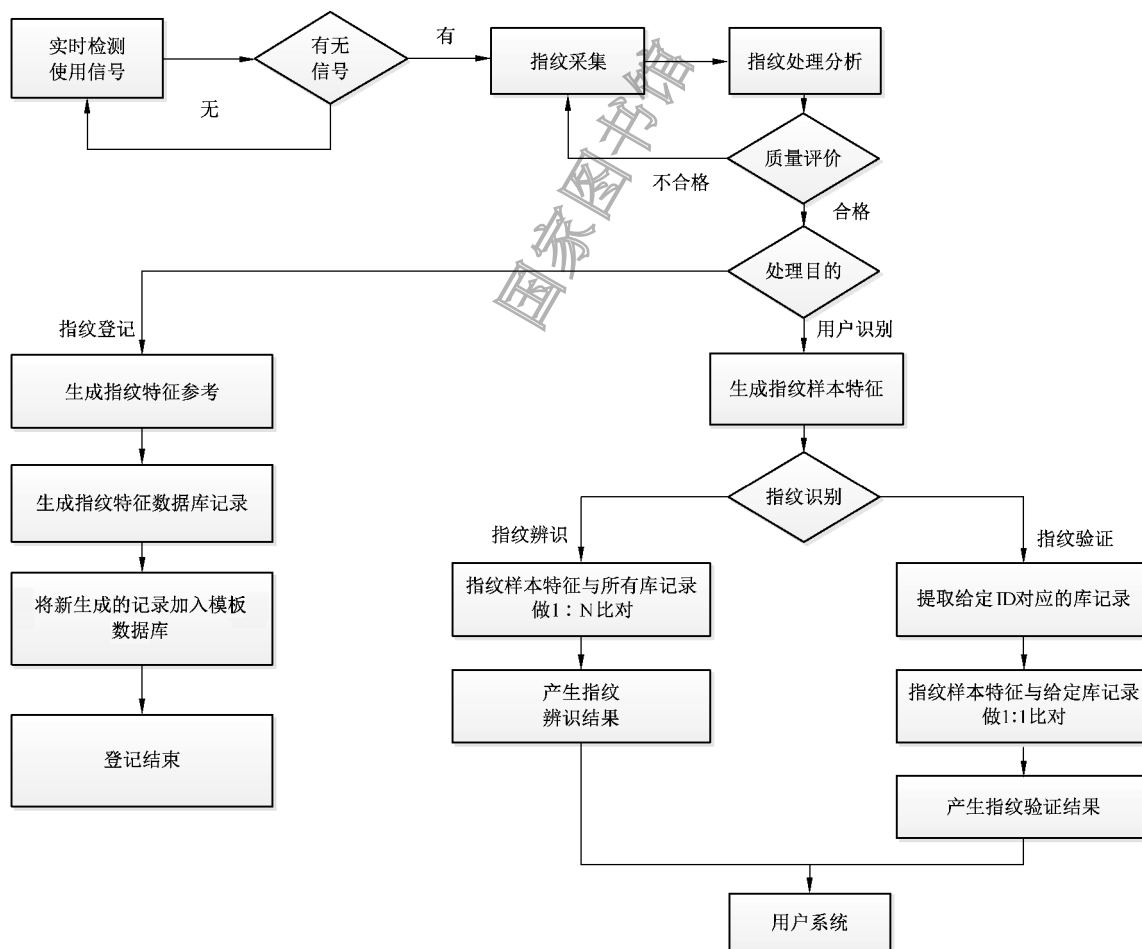 实时检测
使用信号
有无
信号
有
无
指纹采集
指纹处理分析
质量评价
不合格
合格
处理目的
指纹登记
用户识别
生成指纹特征参考
生成指纹样本特征
生成指纹特征数据库记录
指纹识别
指纹辨识
指纹验证
将新生成的记录加入模板
数据库
指纹样本特征与所有库记录
做1：N比对
提取给定ID对应的库记录
产生指纹
辨识结果
指纹样本特征与给定库记录
做1:1比对
登记结束
产生指纹验证结果
用户系统
国家图书馆